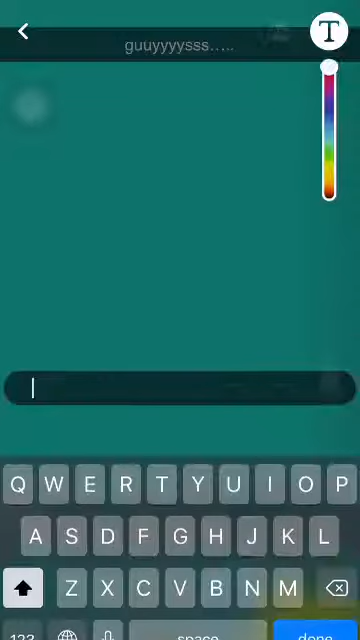 guuyyyysss.....
T
Q W E R T Y U I O P
A S D F G H J K L
Z X C V B N M
123 space done